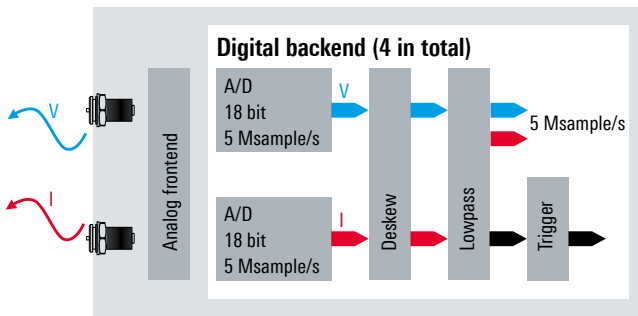 Digital backend (4 in total)
V
Analog frontend
A/D
18 bit
5 Msample/s
V
Deskew
Lowpass
5 Msample/s
I
A/D
18 bit
5 Msample/s
I
Trigger